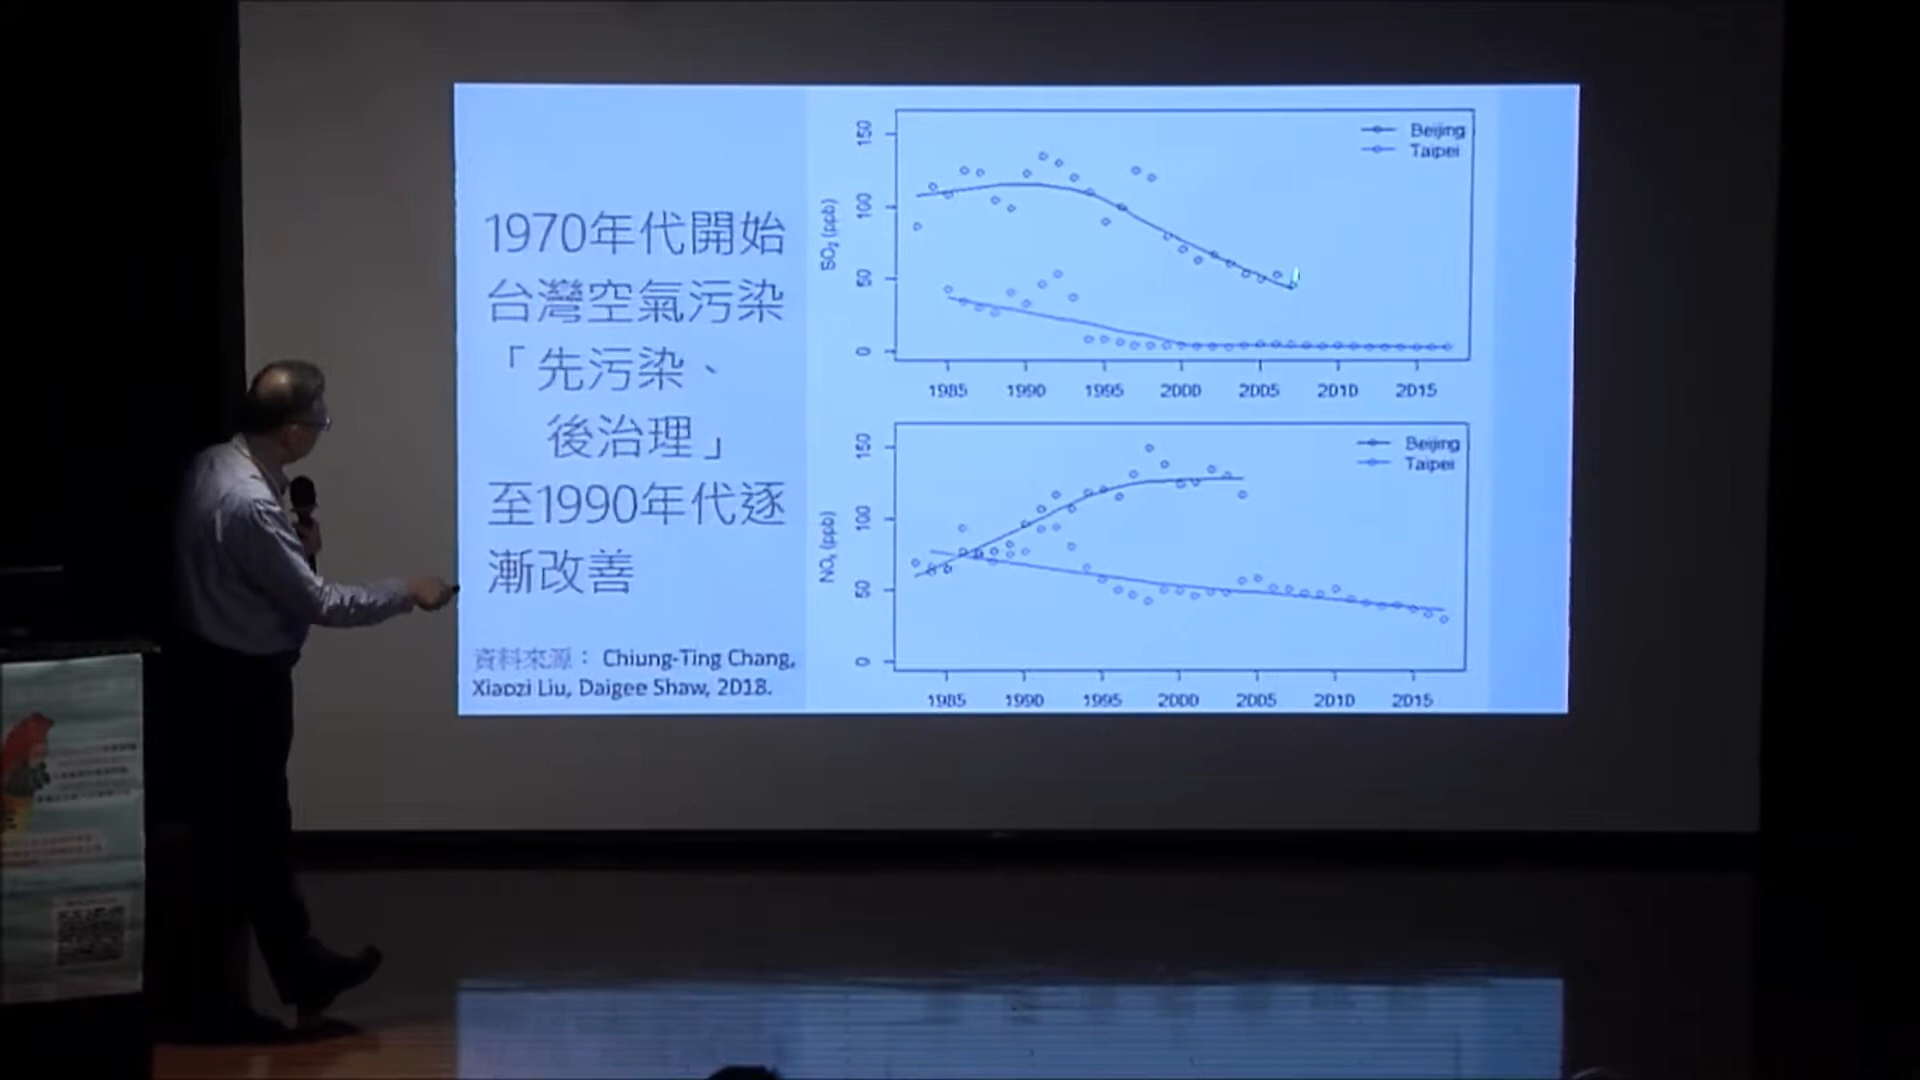 1970年代開始
台灣空氣污染
「先污染、
後治理」
至1990年代逐
漸改善
資料來源： Chiung-Ting Chang,
Xiaozi Liu, Daigee Shaw, 2018.
Beijing
Taipei
SO₂ (ppb)
150
100
50
0
1985 1990 1995 2000 2005 2010 2015
Beijing
Taipei
NOₓ (ppb)
150
100
50
0
1985 1990 1995 2000 2005 2010 2015